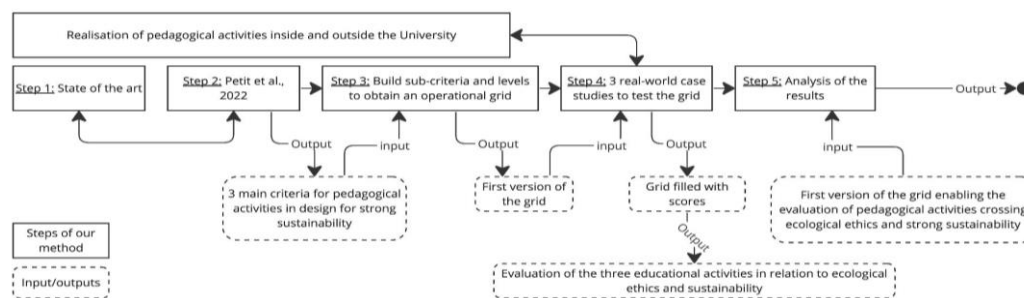 Realisation of pedagogical activities inside and outside the University
Step 1: State of the art
Step 2: Petit et al.,
2022
Step 3: Build sub-criteria and levels
to obtain an operational grid
Step 4: 3 real-world case
studies to test the grid
Step 5: Analysis of the
results
Output
Output
input
Output
input
Output
input
3 main criteria for pedagogical
activities in design for strong
sustainability
First version of
the grid
Grid filled with
scores
First version of the grid enabling the
evaluation of pedagogical activities crossing
ecological ethics and strong sustainability
Output
Steps of our
method
Input/outputs
Evaluation of the three educational activities in relation to ecological
ethics and sustainability